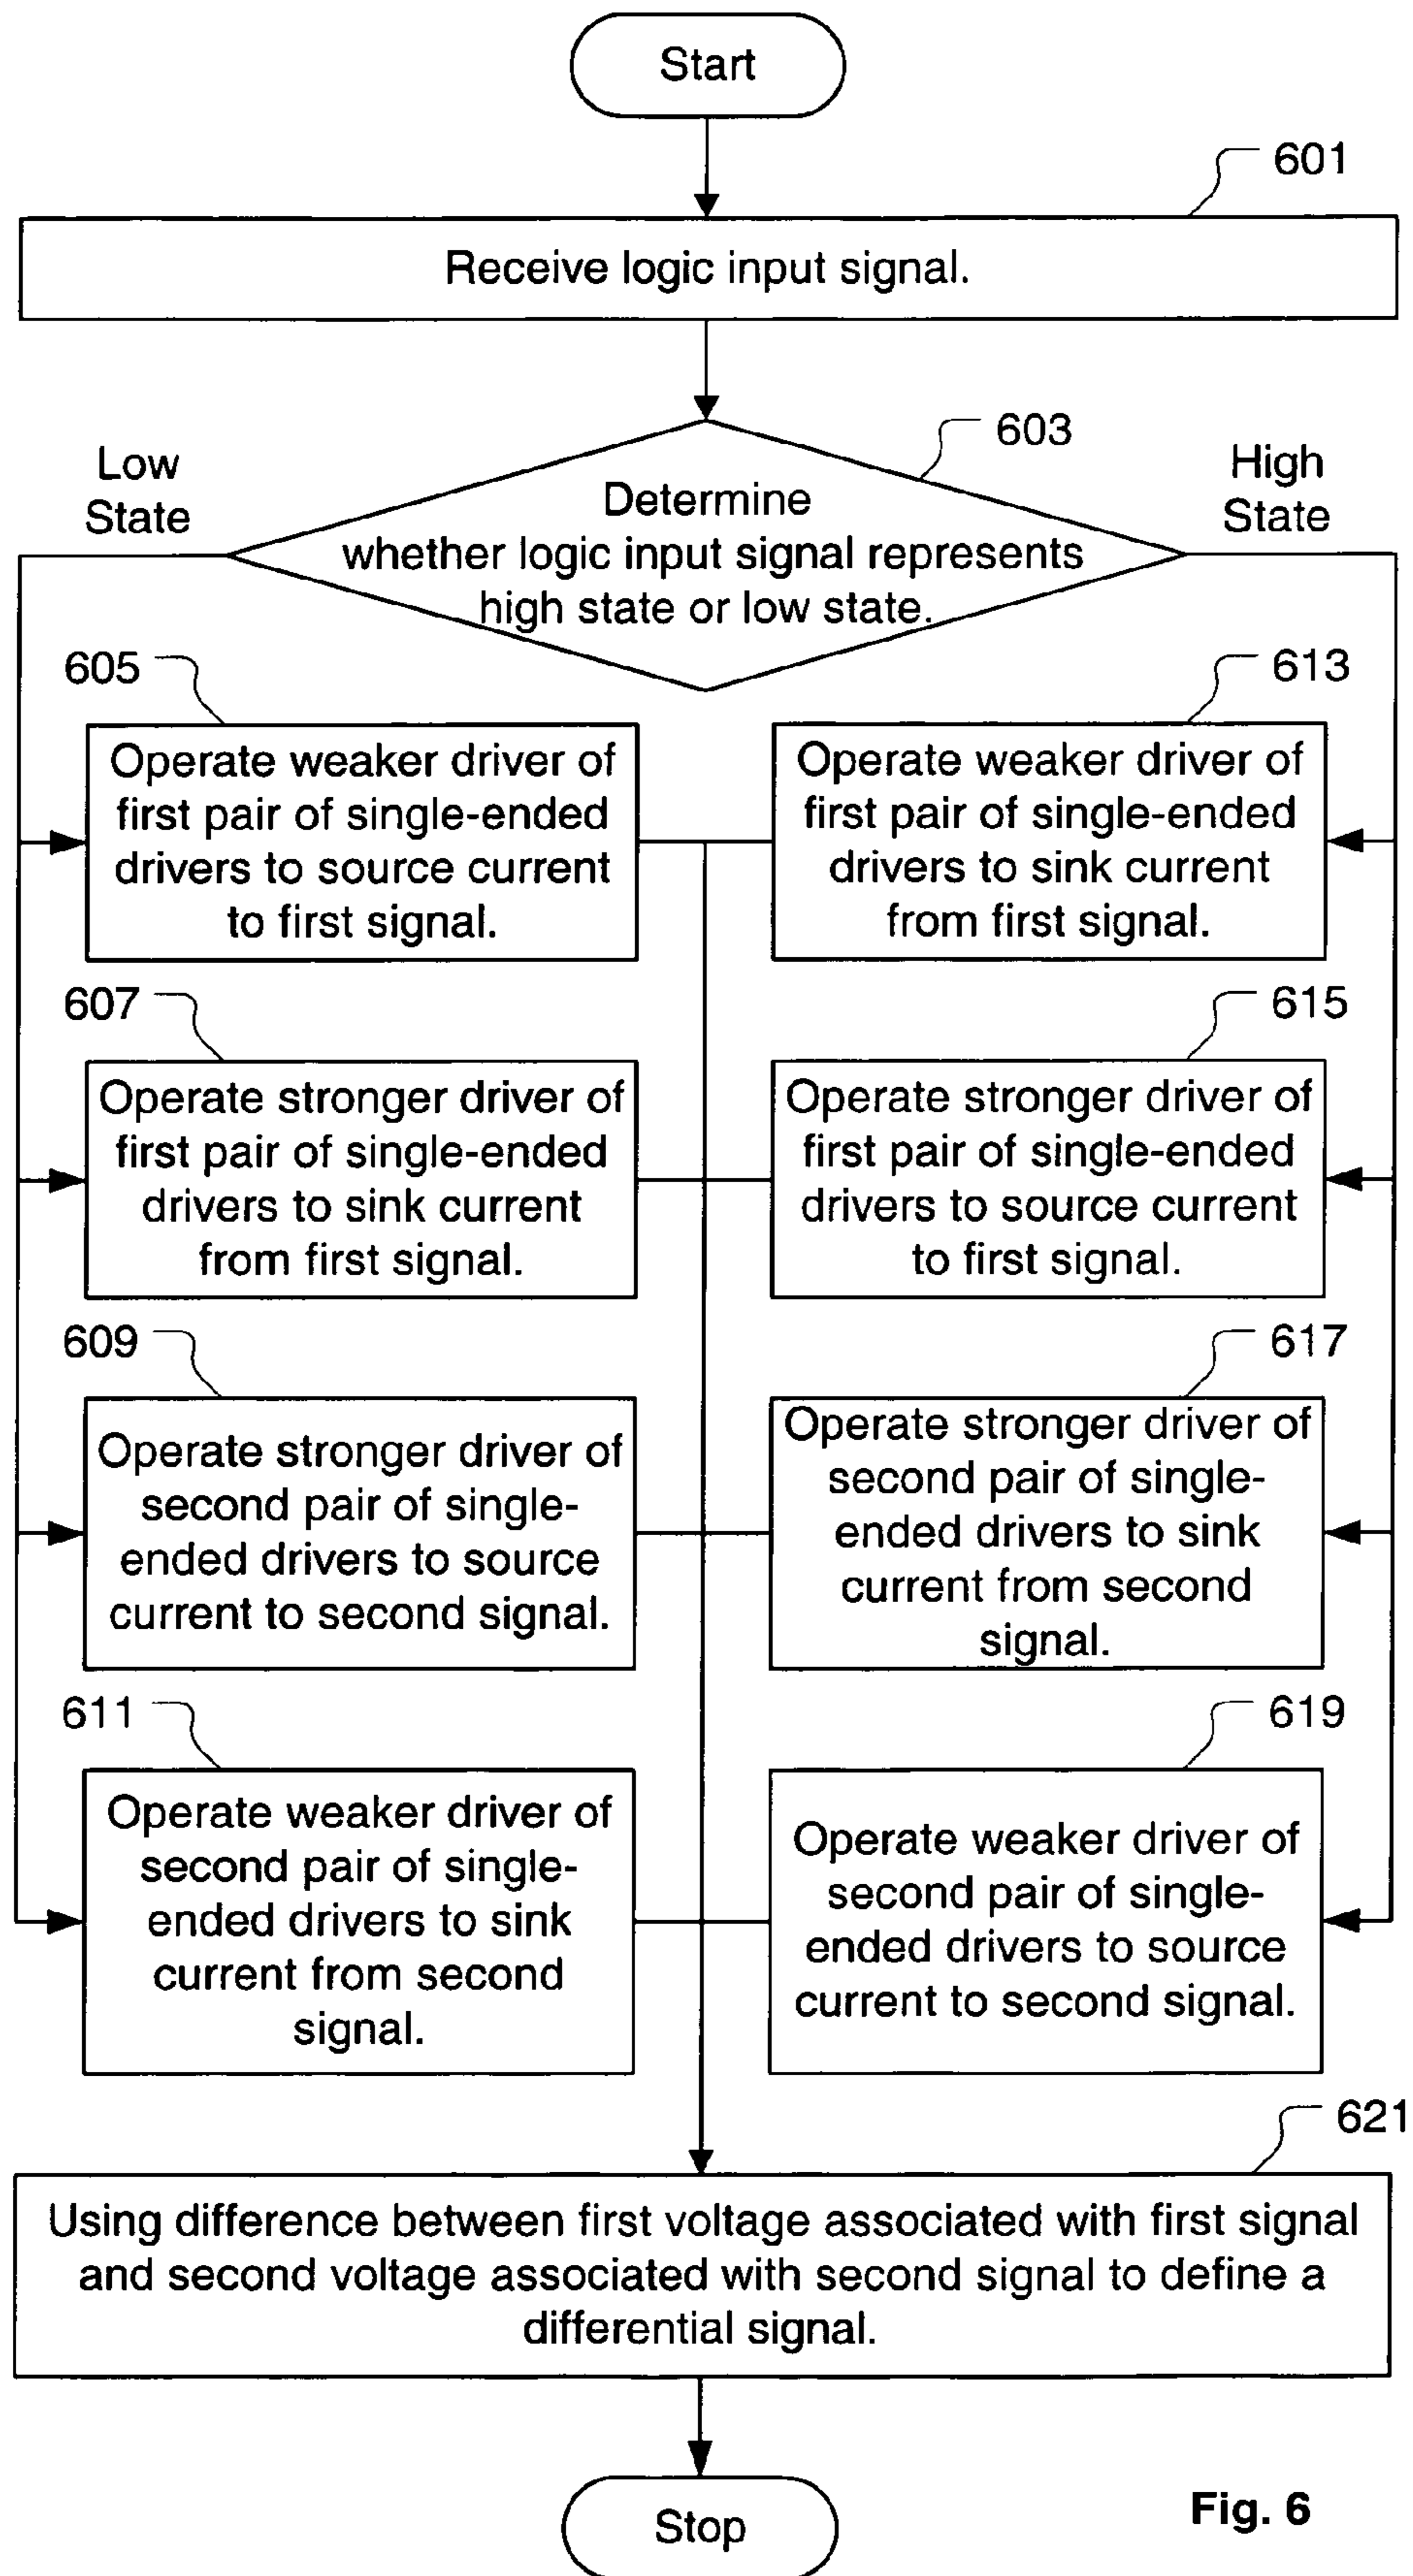 Start
601
Receive logic input signal.
603
Low
State
High
State
Determine
whether logic input signal represents
high state or low state.
605
Operate weaker driver of
first pair of single-ended
drivers to source current
to first signal.
613
Operate weaker driver of
first pair of single-ended
drivers to sink current
from first signal.
607
Operate stronger driver of
first pair of single-ended
drivers to sink current
from first signal.
615
Operate stronger driver of
first pair of single-ended
drivers to source current
to first signal.
609
Operate stronger driver of
second pair of single-
ended drivers to source
current to second signal.
617
Operate stronger driver of
second pair of single-
ended drivers to sink
current from second
signal.
611
Operate weaker driver of
second pair of single-
ended drivers to sink
current from second
signal.
619
Operate weaker driver of
second pair of single-
ended drivers to source
current to second signal.
621
Using difference between first voltage associated with first signal
and second voltage associated with second signal to define a
differential signal.
Stop
Fig. 6